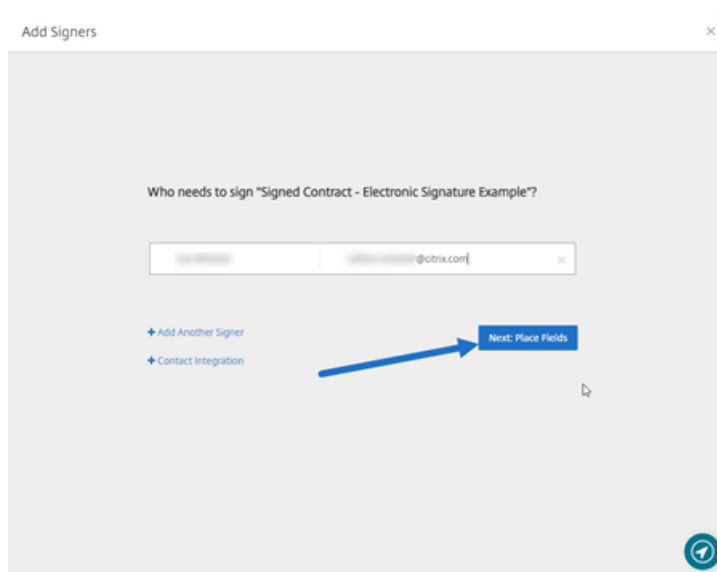 Add Signers
Who needs to sign "Signed Contract - Electronic Signature Example"?
@citrix.com
+ Add Another Signer
Next: Place Fields
+ Contact Integration